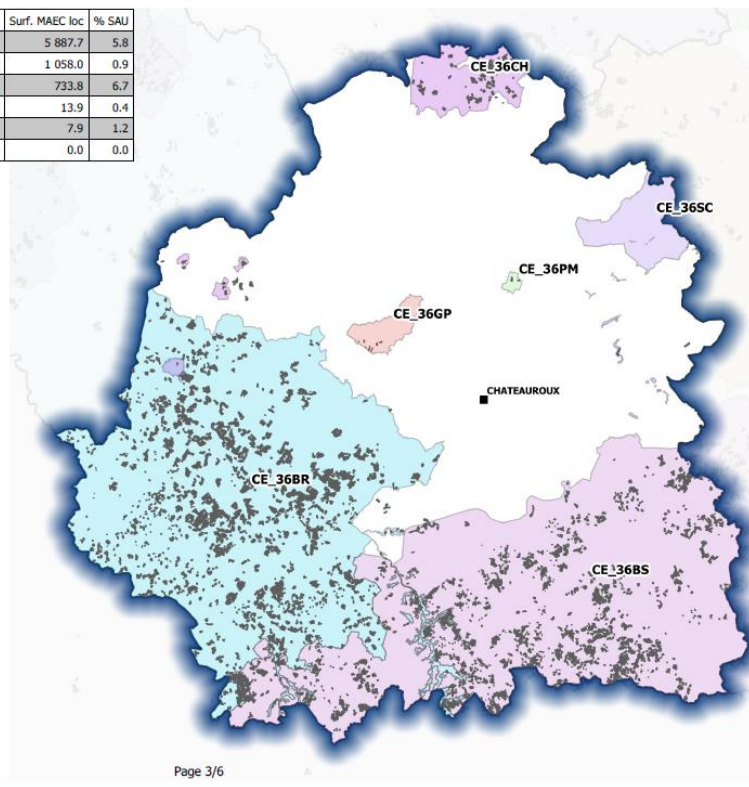 Surf. MAEC loc % SAU
5 887.7 5.8
1 058.0 0.9
733.8 6.7
13.9 0.4
7.9 1.2
0.0 0.0
CE_36CH
CE_36SC
CE_36PM
CE_36GP
CHATEAUROUX
CE_36BR
CE_36BS
Page 3/6